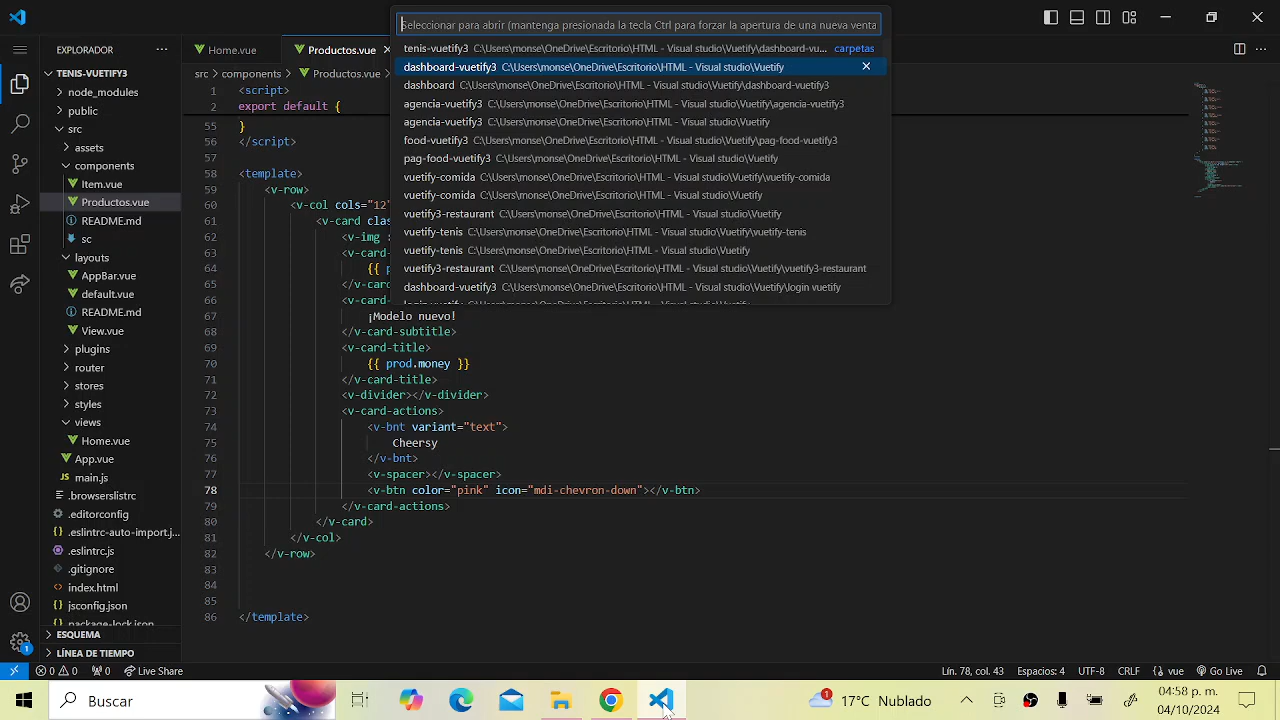 Seleccionar para abrir (mantenga presionada la tecla Ctrl para forzar la apertura de una nueva venta
tenis-vuetify3 C:\Users\monse\OneDrive\Escritorio\HTML - Visual studio\Vuetify\dashboard-vu... carpetas
dashboard-vuetify3 C:\Users\monse\OneDrive\Escritorio\HTML - Visual studio\Vuetify
dashboard C:\Users\monse\OneDrive\Escritorio\HTML - Visual studio\Vuetify\dashboard-vuetify3
agencia-vuetify3 C:\Users\monse\OneDrive\Escritorio\HTML - Visual studio\Vuetify\agencia-vuetify3
agencia-vuetify3 C:\Users\monse\OneDrive\Escritorio\HTML - Visual studio\Vuetify
food-vuetify3 C:\Users\monse\OneDrive\Escritorio\HTML - Visual studio\Vuetify\pag-food-vuetify3
pag-food-vuetify3 C:\Users\monse\OneDrive\Escritorio\HTML - Visual studio\Vuetify
vuetify-comida C:\Users\monse\OneDrive\Escritorio\HTML - Visual studio\Vuetify\vuetify-comida
vuetify-comida C:\Users\monse\OneDrive\Escritorio\HTML - Visual studio\Vuetify
vuetify3-restaurant C:\Users\monse\OneDrive\Escritorio\HTML - Visual studio\Vuetify
vuetify-tenis C:\Users\monse\OneDrive\Escritorio\HTML - Visual studio\Vuetify\vuetify-tenis
vuetify-tenis C:\Users\monse\OneDrive\Escritorio\HTML - Visual studio\Vuetify
vuetify3-restaurant C:\Users\monse\OneDrive\Escritorio\HTML - Visual studio\Vuetify\vuetify3-restaurant
dashboard-vuetify3 C:\Users\monse\OneDrive\Escritorio\HTML - Visual studio\Vuetify\login vuetify
EXPLORADOR
TENIS-VUETIFY3
node_modules
public
src
assets
components
Item.vue
Productos.vue
README.md
sc
layouts
AppBar.vue
default.vue
README.md
View.vue
plugins
router
stores
styles
views
Home.vue
App.vue
main.js
.browserslistrc
.editorconfig
.eslintrc-auto-import.j...
.eslintrc.js
.gitignore
index.html
jsconfig.json
package-lock.json
ESQUEMA
LÍNEA DE TIEMPO
Home.vue
Productos.vue
src > components > Productos.vue
1 <script>
2 export default {
55 }
56 </script>
57
58 <template>
59 <v-row>
60 <v-col cols="12"
61 <v-card clas
62 <v-img :
63 <v-card-
64 {{ p
65 </v-card
66 <v-card-
67 ¡Modelo nuevo!
68 </v-card-subtitle>
69 <v-card-title>
70 {{ prod.money }}
71 </v-card-title>
72 <v-divider></v-divider>
73 <v-card-actions>
74 <v-bnt variant="text">
75 Cheersy
76 </v-bnt>
77 <v-spacer></v-spacer>
78 <v-btn color="pink" icon="mdi-chevron-down"></v-btn>
79 </v-card-actions>
80 </v-card>
81 </v-col>
82 </v-row>
83
84
85
86 </template>
0 0 0 Live Share
Lín. 78, col. 43 Espacios: 4 UTF-8 CRLF {} vue Go Live
Buscar
1 17°C Nublado
04:58 p. m.
04/10/2024